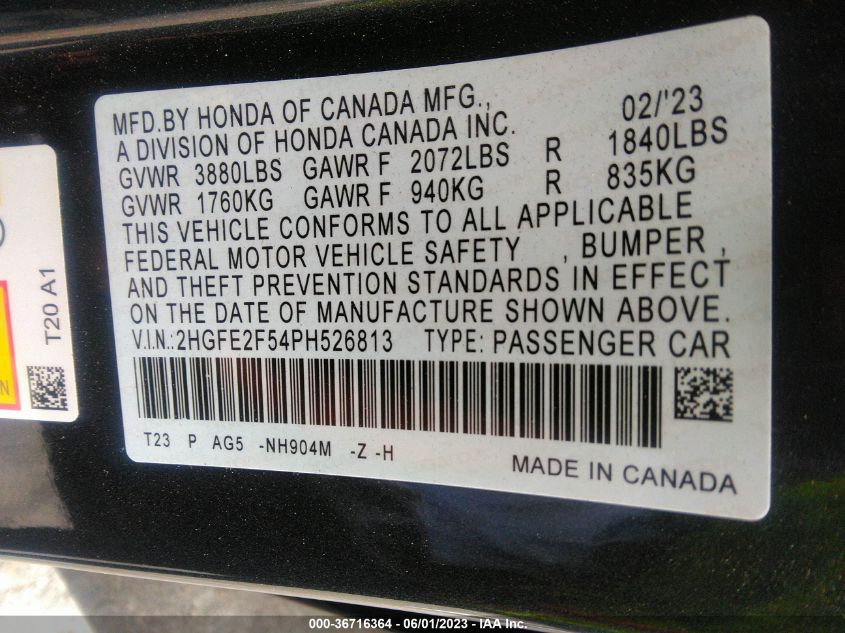 MFD.BY HONDA OF CANADA MFG., 02/'23
A DIVISION OF HONDA CANADA INC.
GVWR 3880LBS GAWR F 2072LBS R 1840LBS
GVWR 1760KG GAWR F 940KG R 835KG
THIS VEHICLE CONFORMS TO ALL APPLICABLE
FEDERAL MOTOR VEHICLE SAFETY , BUMPER ,
AND THEFT PREVENTION STANDARDS IN EFFECT
ON THE DATE OF MANUFACTURE SHOWN ABOVE.
V.I.N.:2HGFE2F54PH526813 TYPE: PASSENGER CAR
T23 P AG5 -NH904M -Z -H
MADE IN CANADA
T20 A1
000-36716364 - 06/01/2023 - IAA Inc.